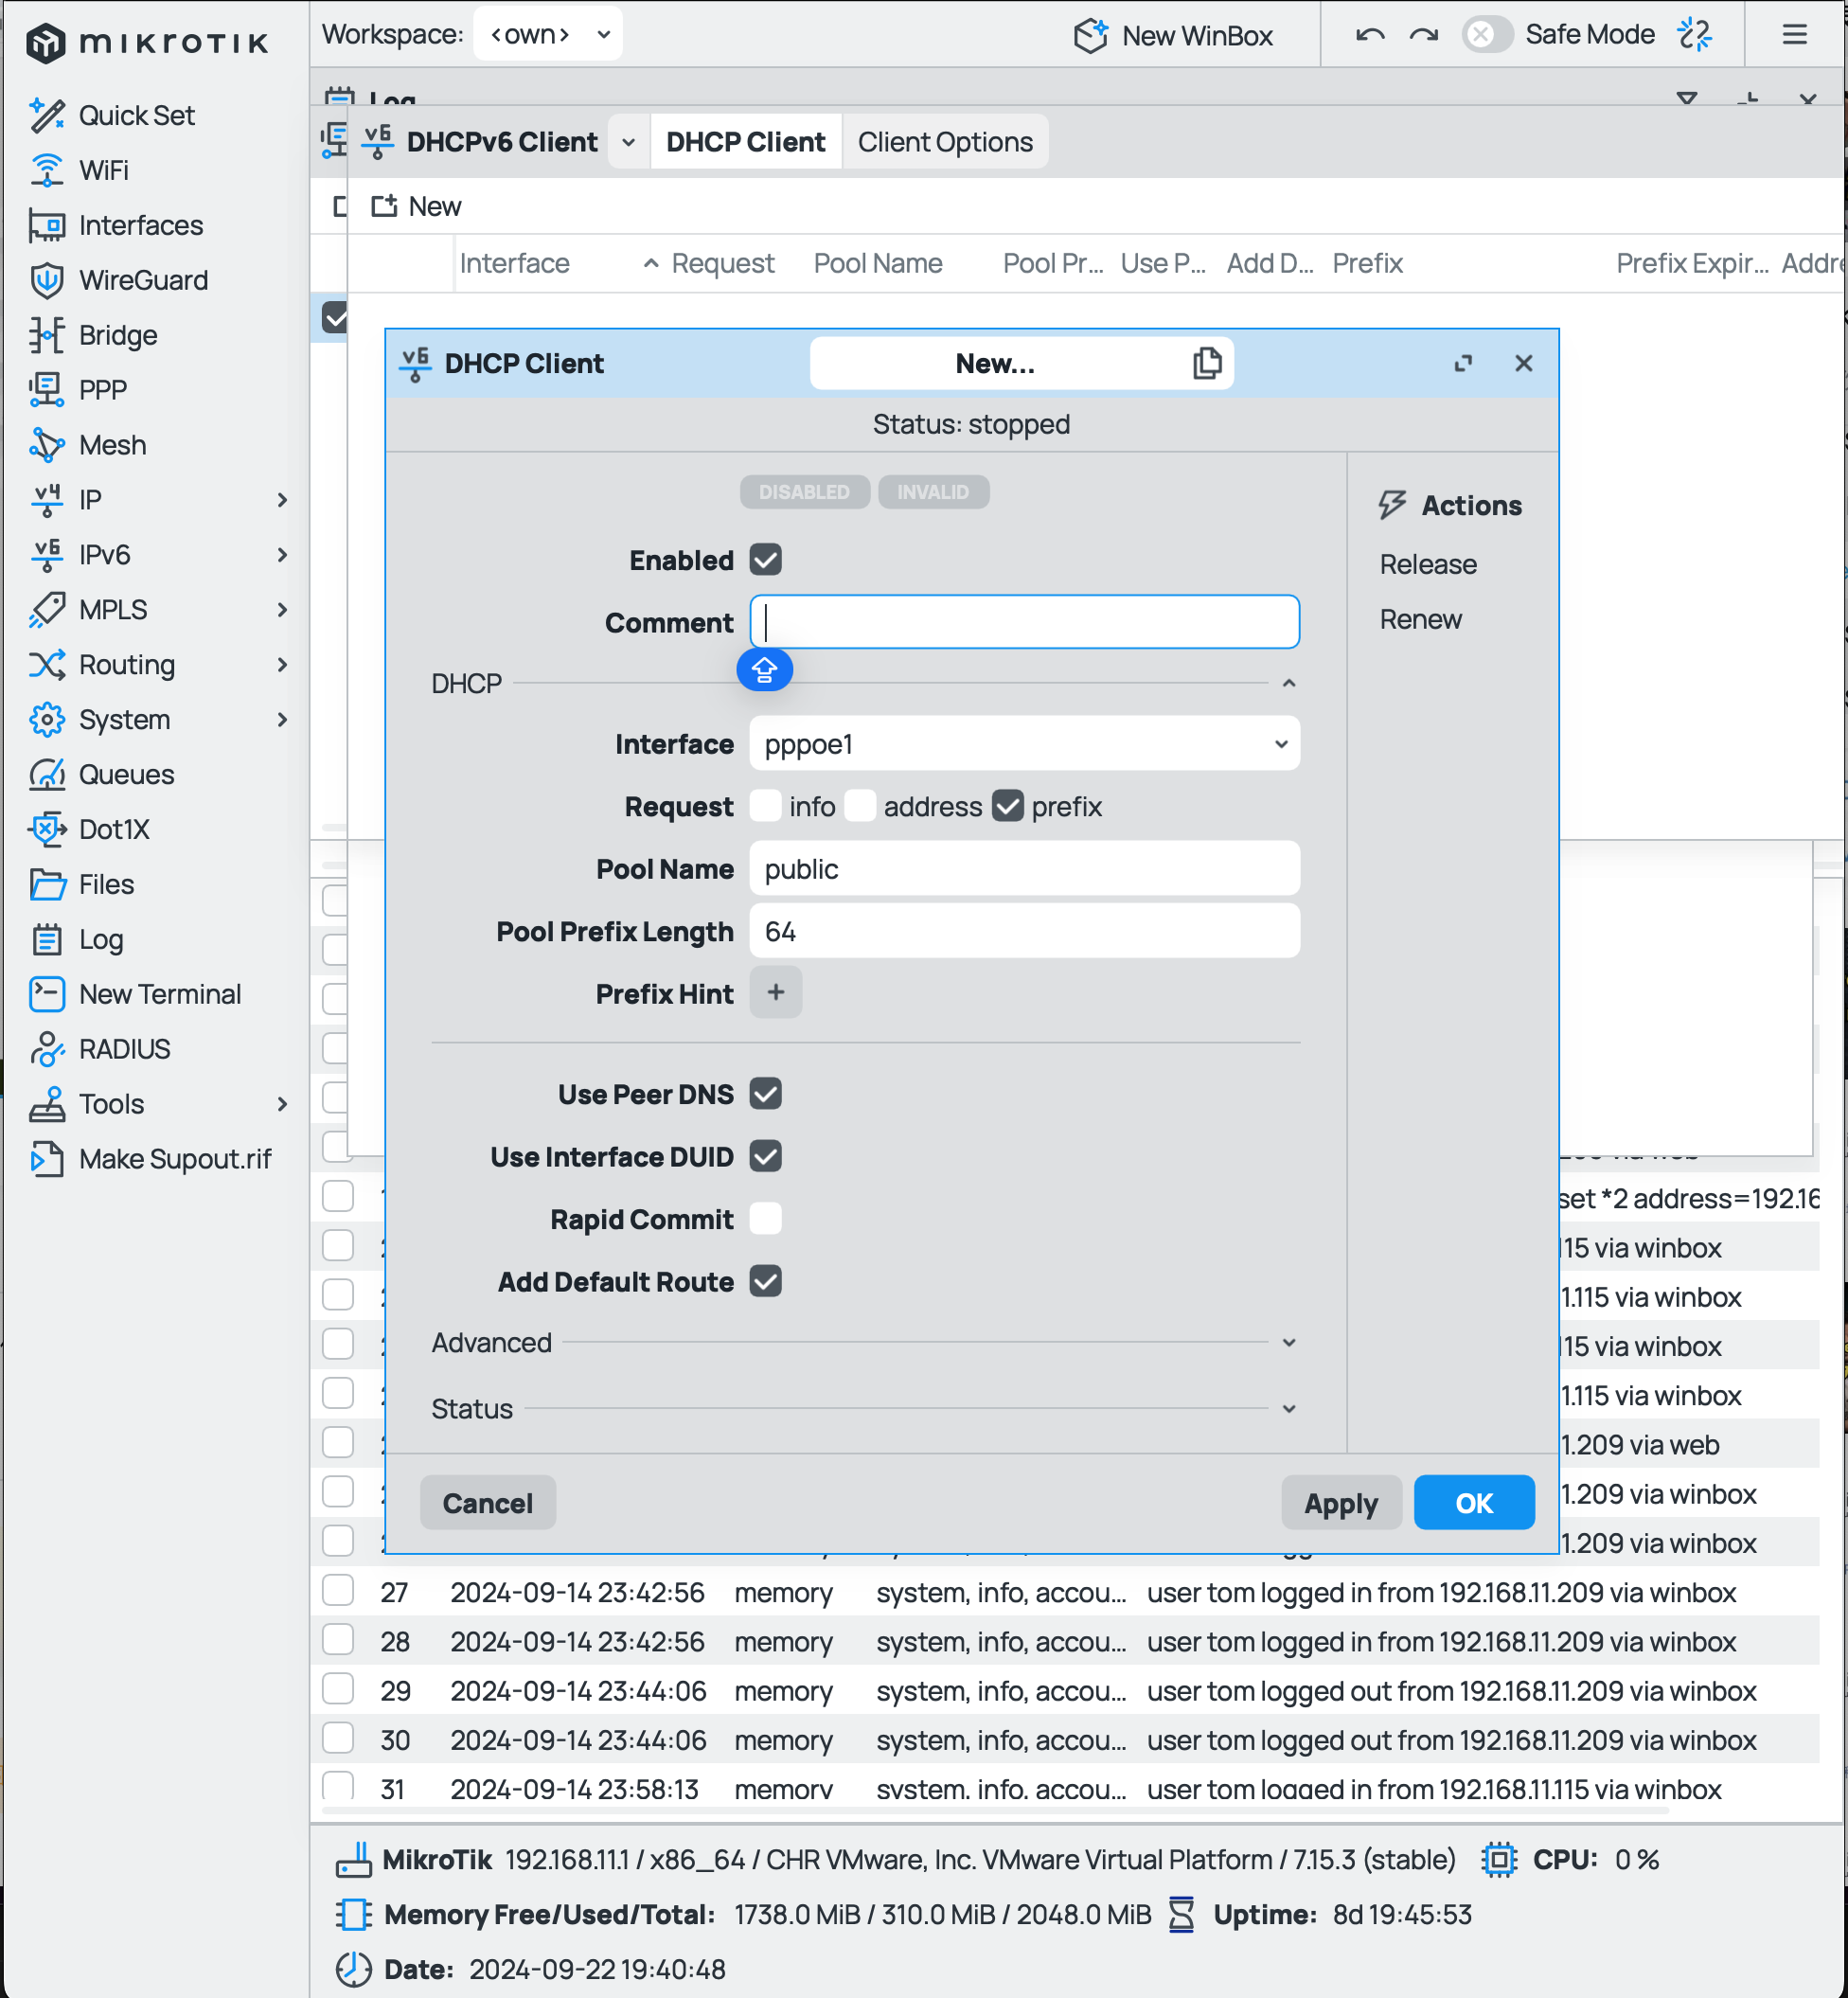 mikrotik
Workspace: <own>
New WinBox
Safe Mode
Quick Set
WiFi
Interfaces
WireGuard
Bridge
PPP
Mesh
IP
IPv6
MPLS
Routing
System
Queues
Dot1X
Files
Log
New Terminal
RADIUS
Tools
Make Supout.rif
Log
DHCPv6 Client
DHCP Client
Client Options
New
Interface Request Pool Name Pool Pr... Use P... Add D... Prefix Prefix Expir...
DHCP Client
New...
Status: stopped
DISABLED INVALID
Enabled
Comment
DHCP
Interface pppoe1
Request info address prefix
Pool Name public
Pool Prefix Length 64
Prefix Hint +
Use Peer DNS
Use Interface DUID
Rapid Commit
Add Default Route
Advanced
Status
Actions
Release
Renew
Cancel
Apply
OK
set *2 address=192.16
115 via winbox
1.115 via winbox
115 via winbox
1.115 via winbox
1.209 via web
1.209 via winbox
1.209 via winbox
27 2024-09-14 23:42:56 memory system, info, accou... user tom logged in from 192.168.11.209 via winbox
28 2024-09-14 23:42:56 memory system, info, accou... user tom logged in from 192.168.11.209 via winbox
29 2024-09-14 23:44:06 memory system, info, accou... user tom logged out from 192.168.11.209 via winbox
30 2024-09-14 23:44:06 memory system, info, accou... user tom logged out from 192.168.11.209 via winbox
31 2024-09-14 23:58:13 memory system, info, accou... user tom logged in from 192.168.11.115 via winbox
MikroTik 192.168.11.1 / x86_64 / CHR VMware, Inc. VMware Virtual Platform / 7.15.3 (stable) CPU: 0 %
Memory Free/Used/Total: 1738.0 MiB / 310.0 MiB / 2048.0 MiB Uptime: 8d 19:45:53
Date: 2024-09-22 19:40:48